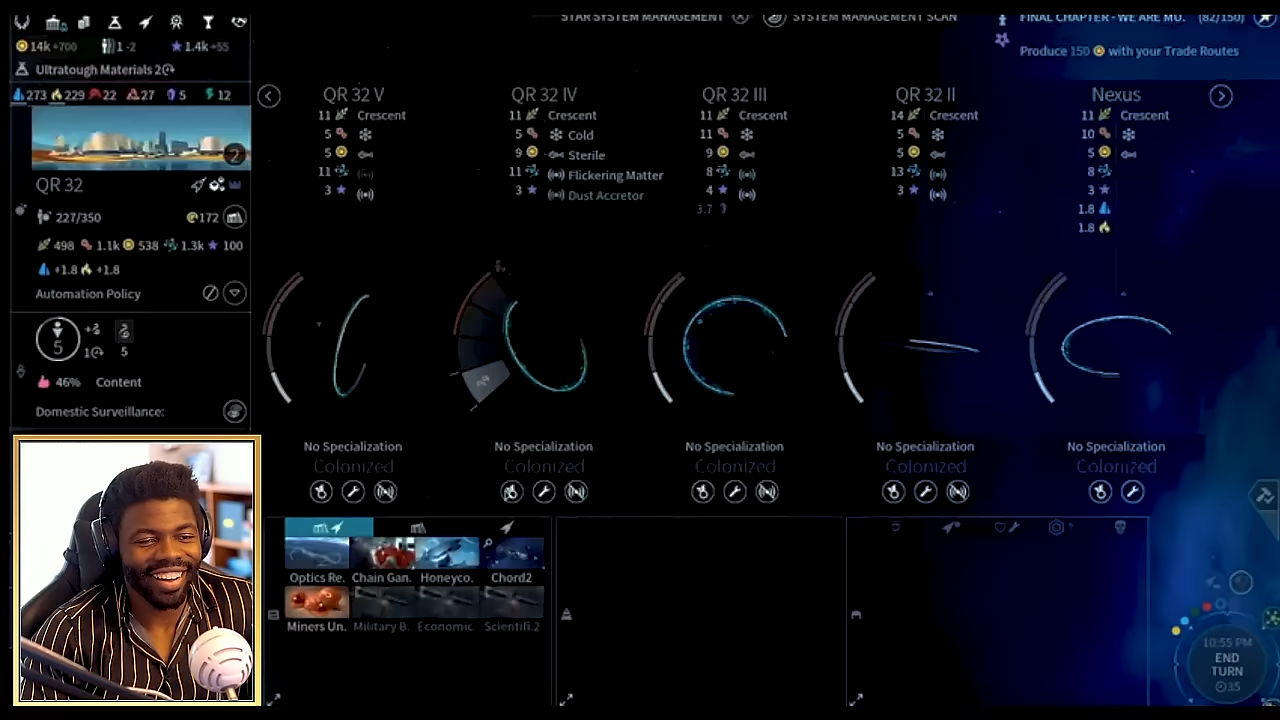 STAR SYSTEM MANAGEMENT
SYSTEM MANAGEMENT SCAN
FINAL CHAPTER - WE ARE MU. (82/150)
Produce 150 with your Trade Routes
14k +700
1 -2
1.4k +55
Ultratough Materials 2
273 229 22 27 5 12
2
QR 32
227/350
172
498 1.1k 538 1.3k 100
+1.8 +1.8
Automation Policy
5
+2
1
5
46% Content
Domestic Surveillance:
QR 32 V
11 Crescent
5
5
11
3
QR 32 IV
11 Crescent
5 Cold
9 Sterile
11 Flickering Matter
3 Dust Accretor
QR 32 III
11 Crescent
11
9
8
4
3.7
QR 32 II
14 Crescent
5
5
13
3
Nexus
11 Crescent
10
5
8
3
1.8
1.8
No Specialization
Colonized
No Specialization
Colonized
No Specialization
Colonized
No Specialization
Colonized
No Specialization
Colonized
Optics Re. Chain Gan. Honeyco. Chord2
Miners Un. Military B. Economic. Scientifi.2
10:55 PM
END
TURN
35